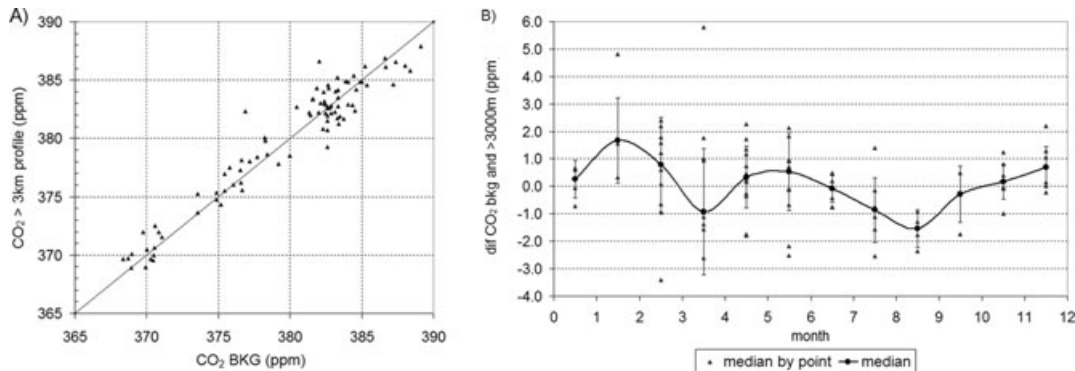 A)
CO₂ > 3km profile (ppm)
390
385
380
375
370
365
365 370 375 380 385 390
CO₂ BKG (ppm)
B)
dif CO₂ bkg and >3000m (ppm
6.0
5.0
4.0
3.0
2.0
1.0
0.0
-1.0
-2.0
-3.0
-4.0
0 1 2 3 4 5 6 7 8 9 10 11 12
month
median by point median